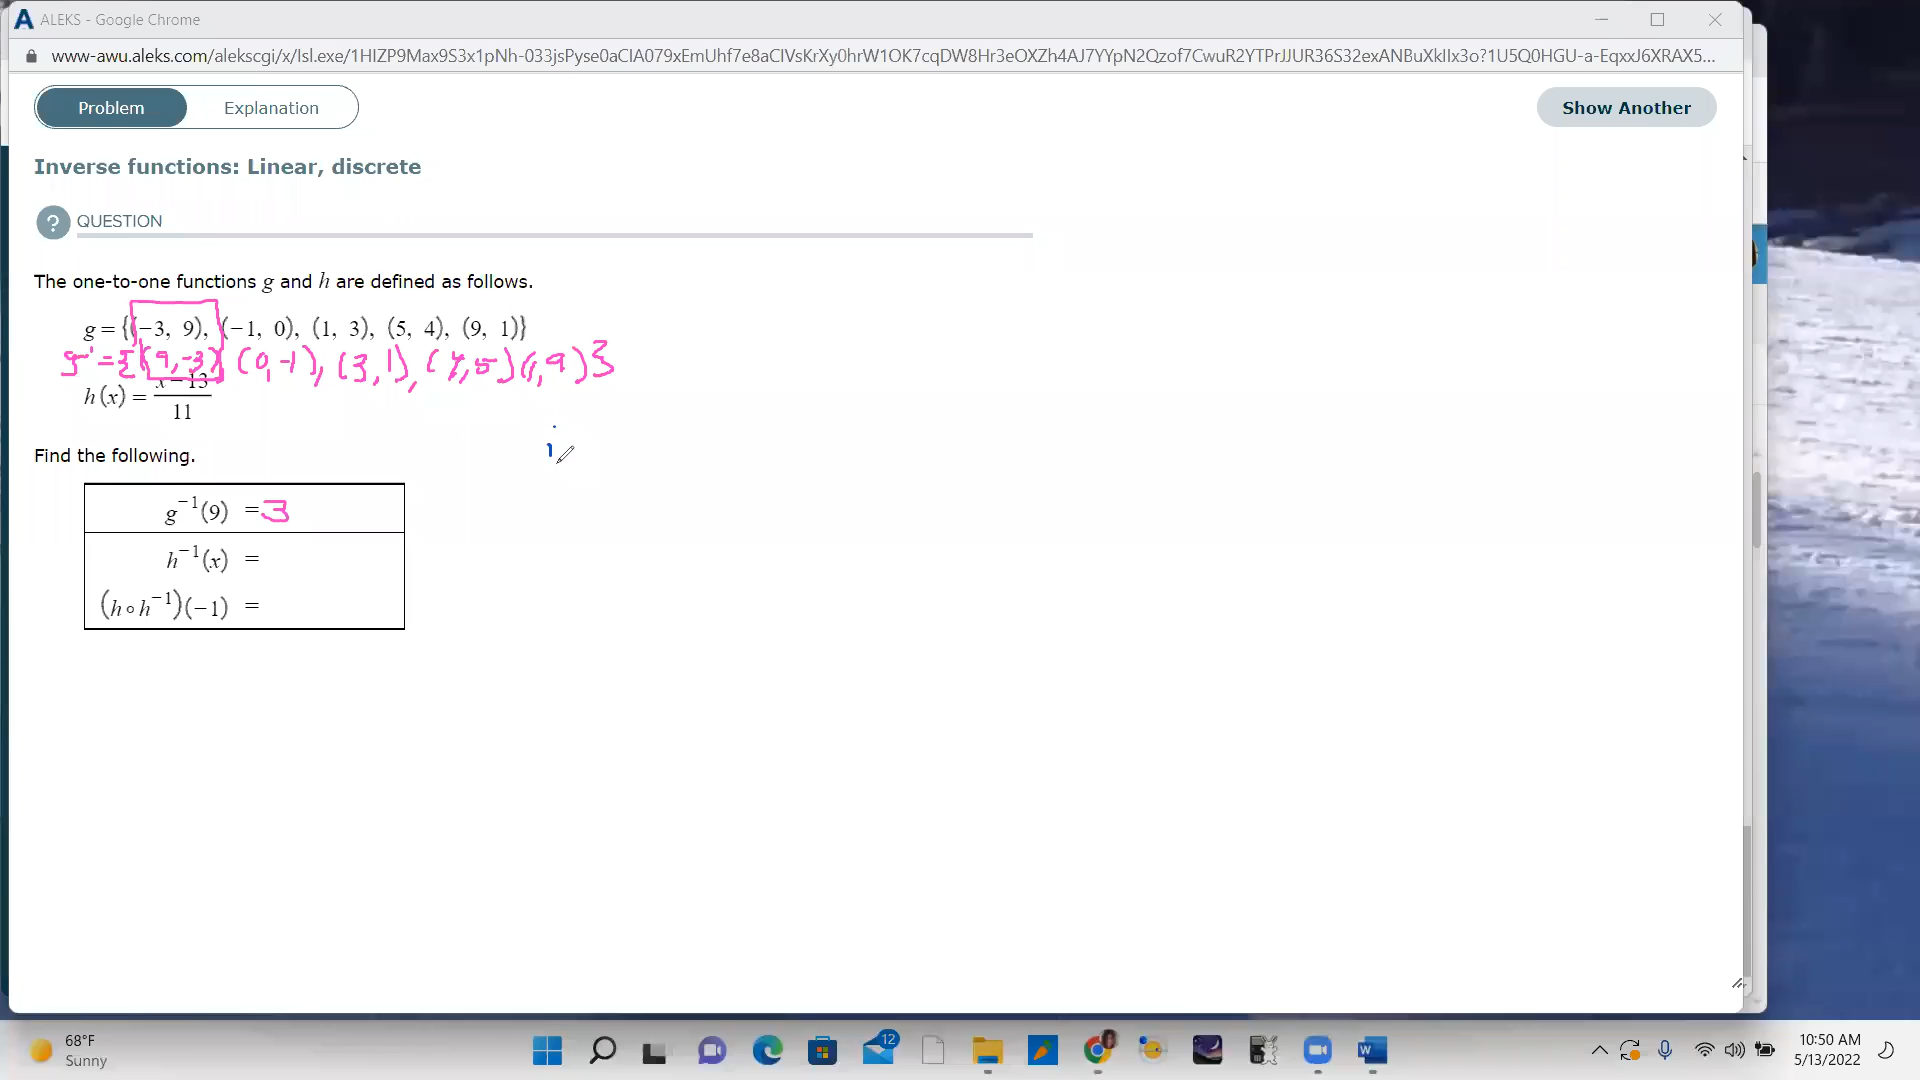 ALEKS - Google Chrome
www-awu.aleks.com/alekscgi/x/Isl.exe/1HIZP9Max9S3x1pNh-033jsPyse0aCIA079xEmUhf7e8aCIVsKrXy0hrW1OK7cqDW8Hr3eOXZh4AJ7YYpN2Qzof7CwuR2YTPrJJUR36S32exANBuXkIIx3o?1U5Q0HGU-a-EqxxJ6XRAX5...
Problem Explanation Show Another
Inverse functions: Linear, discrete
? QUESTION
The one-to-one functions g and h are defined as follows.
g = {(−3, 9), (−1, 0), (1, 3), (5, 4), (9, 1)}
g⁻¹ = {(9,-3), (0,-1), (3,1), (4,5) (1,9)}
h(x) = x − 13
11
Find the following.
g⁻¹(9) = 3
h⁻¹(x) =
(h∘h⁻¹)(−1) =
68°F
Sunny
12
10:50 AM
5/13/2022